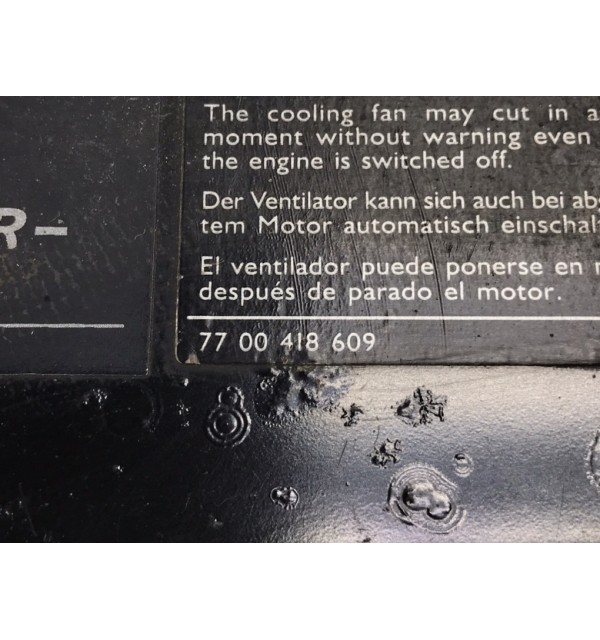 The cooling fan may cut in a
moment without warning even
the engine is switched off.
Der Ventilator kann sich auch bei abg
tem Motor automatisch einschal
El ventilador puede ponerse en
después de parado el motor.
77 00 418 609
R-